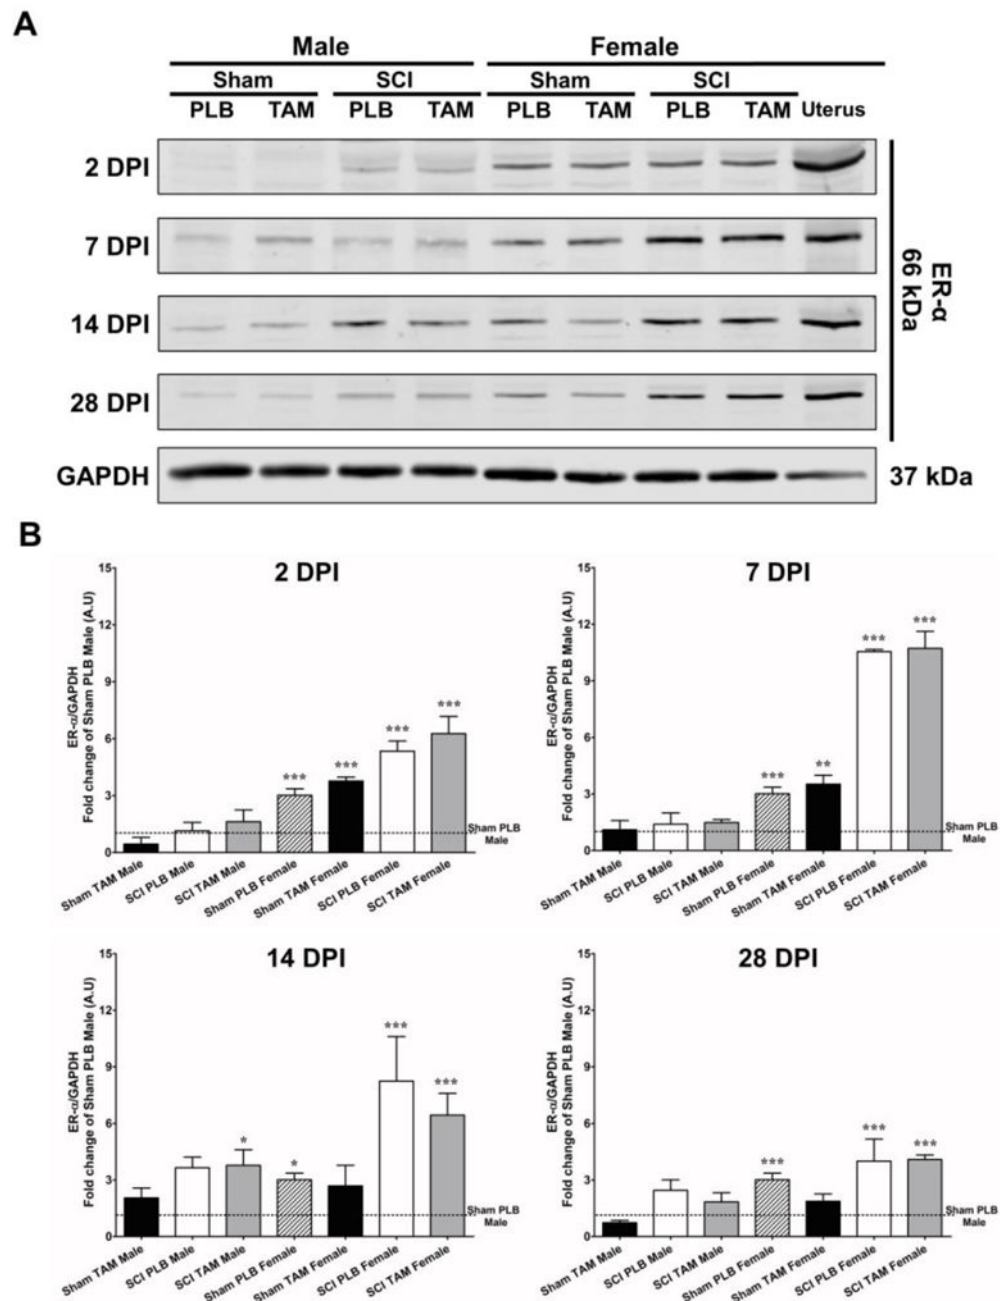 A
Male Female
Sham SCI Sham SCI
PLB TAM PLB TAM PLB TAM PLB TAM Uterus
2 DPI
7 DPI
14 DPI
28 DPI
ER-α
66 kDa
GAPDH 37 kDa
B
2 DPI
ER-α/GAPDH
Fold change of Sham PLB Male (A.U)
15
12
9
6
3
0
*** *** *** ***
Sham PLB
Male
Sham TAM Male
SCI PLB Male
SCI TAM Male
Sham PLB Female
Sham TAM Female
SCI PLB Female
SCI TAM Female
7 DPI
ER-α/GAPDH
Fold change of Sham PLB Male (A.U)
15
12
9
6
3
0
*** ** *** ***
Sham PLB
Male
Sham TAM Male
SCI PLB Male
SCI TAM Male
Sham PLB Female
Sham TAM Female
SCI PLB Female
SCI TAM Female
14 DPI
ER-α/GAPDH
Fold change of Sham PLB Male (A.U)
15
12
9
6
3
0
* * *** ***
Sham PLB
Male
Sham TAM Male
SCI PLB Male
SCI TAM Male
Sham PLB Female
Sham TAM Female
SCI PLB Female
SCI TAM Female
28 DPI
ER-α/GAPDH
Fold change of Sham PLB Male (A.U)
15
12
9
6
3
0
*** *** ***
Sham PLB
Male
Sham TAM Male
SCI PLB Male
SCI TAM Male
Sham PLB Female
Sham TAM Female
SCI PLB Female
SCI TAM Female